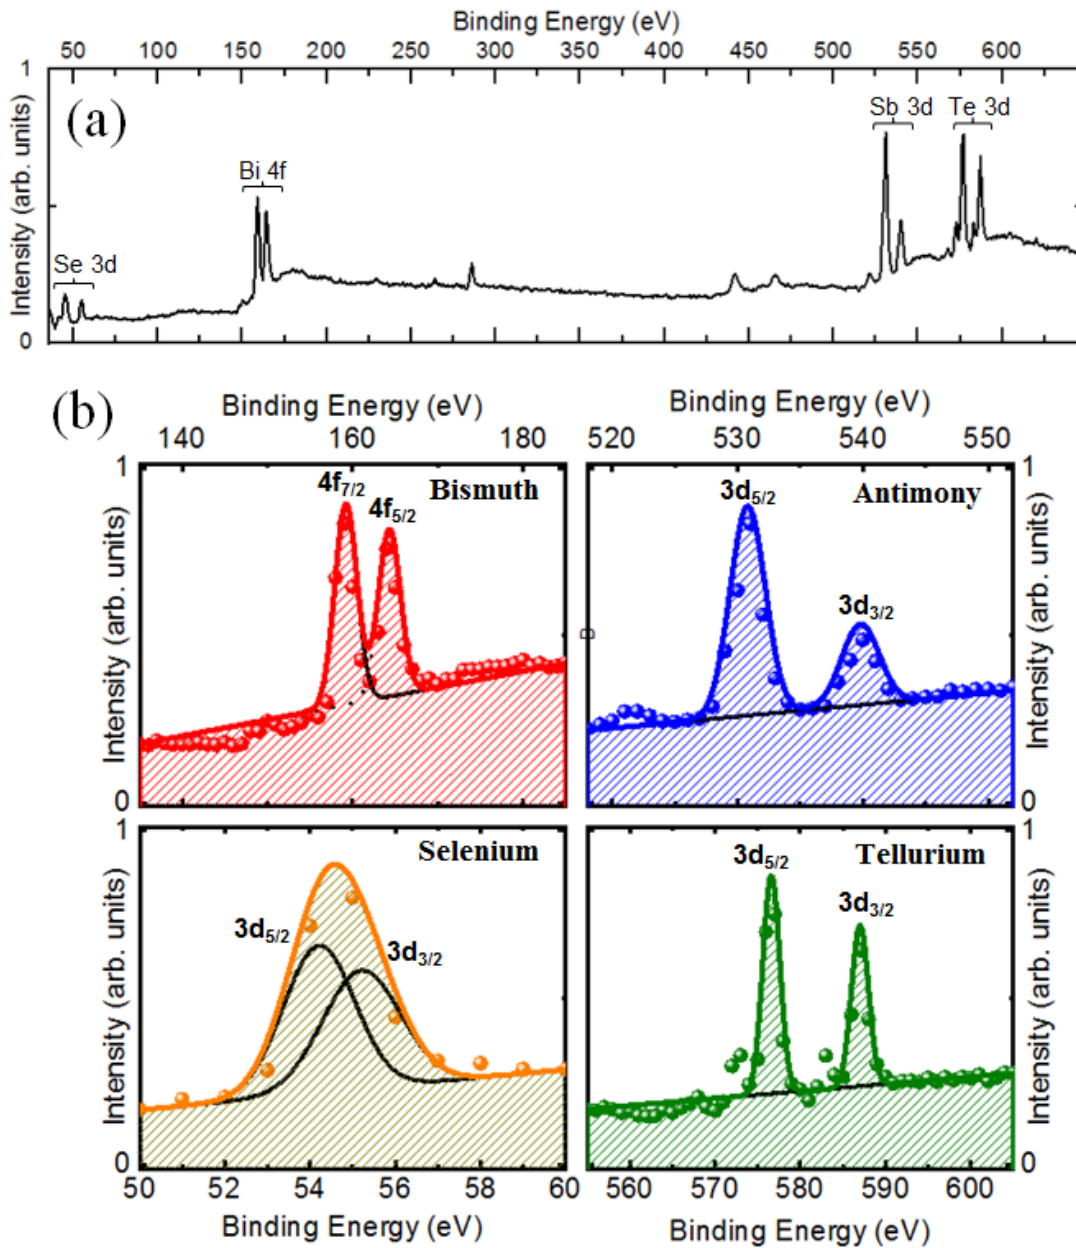 Binding Energy (eV)
50 100 150 200 250 300 350 400 450 500 550 600
1
(a)
Sb 3d Te 3d
Bi 4f
Se 3d
0
Intensity (arb. units)
(b)
Binding Energy (eV)
140 160 180
1
4f7/2
4f5/2
Bismuth
0
Intensity (arb. units)
Binding Energy (eV)
520 530 540 550
1
3d5/2
Antimony
3d3/2
0
Intensity (arb. units)
1
Selenium
3d5/2
3d3/2
0
Intensity (arb. units)
50 52 54 56 58 60
Binding Energy (eV)
1
3d5/2
Tellurium
3d3/2
0
Intensity (arb. units)
560 570 580 590 600
Binding Energy (eV)